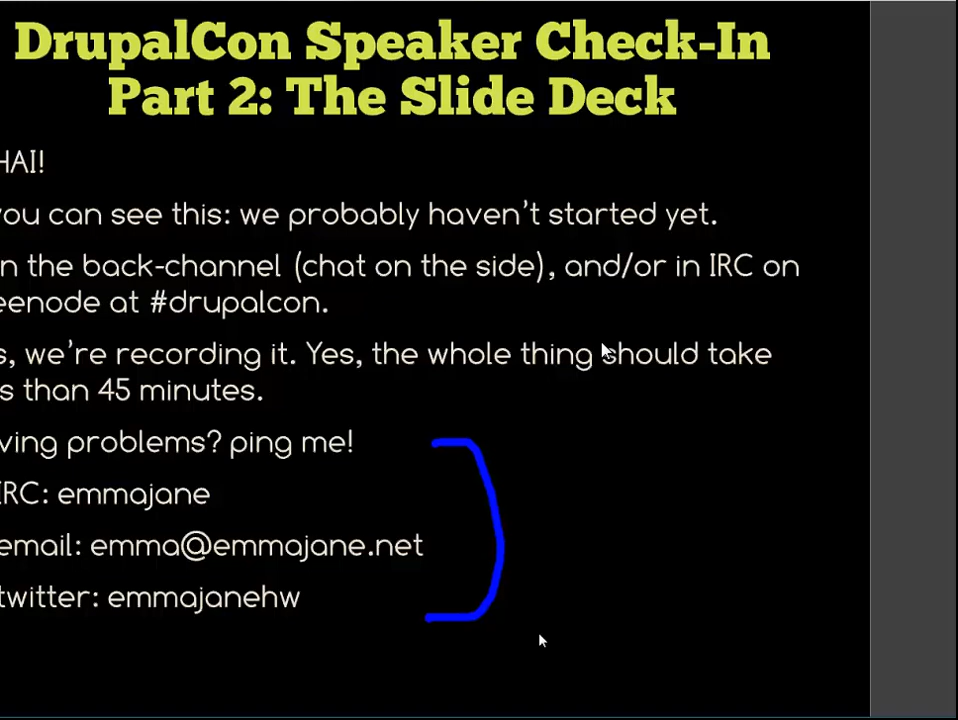 DrupalCon Speaker Check-In
Part 2: The Slide Deck
HAI!
you can see this: we probably haven't started yet.
n the back-channel (chat on the side), and/or in IRC on
eenode at #drupalcon.
s, we're recording it. Yes, the whole thing should take
s than 45 minutes.
ving problems? ping me!
IRC: emmajane
email: emma@emmajane.net
twitter: emmajanehw